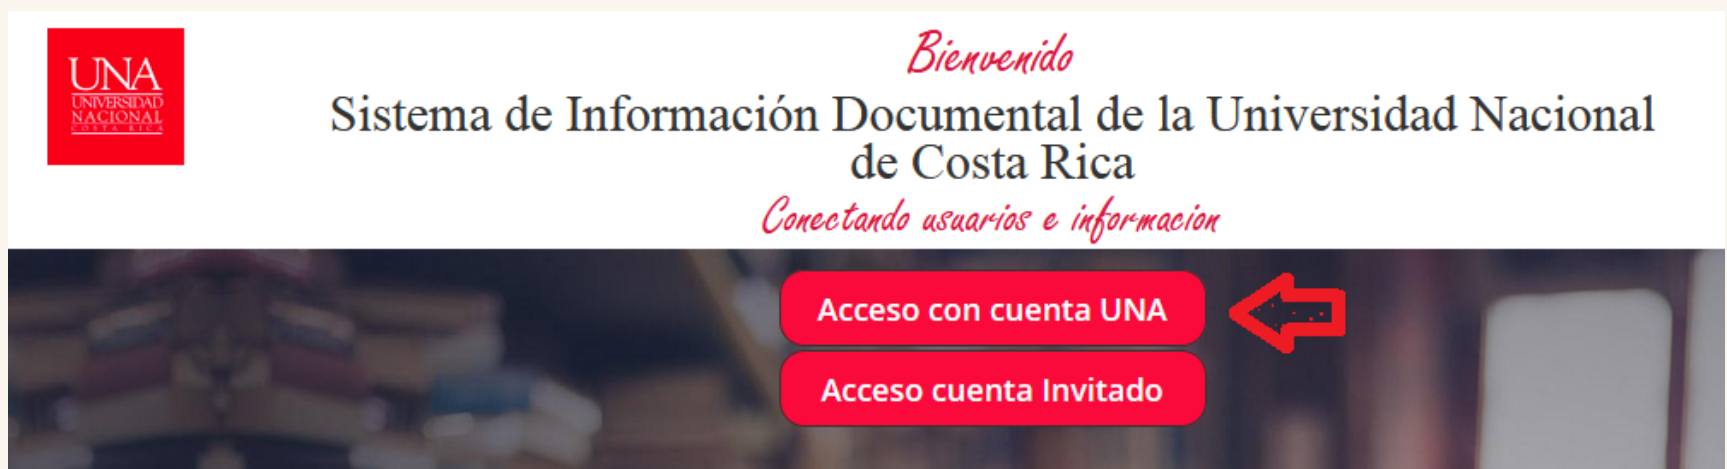 UNA
UNIVERSIDAD
NACIONAL
COSTA RICA
Bienvenido
Sistema de Información Documental de la Universidad Nacional
de Costa Rica
Conectando usuarios e informacion
Acceso con cuenta UNA
Acceso cuenta Invitado